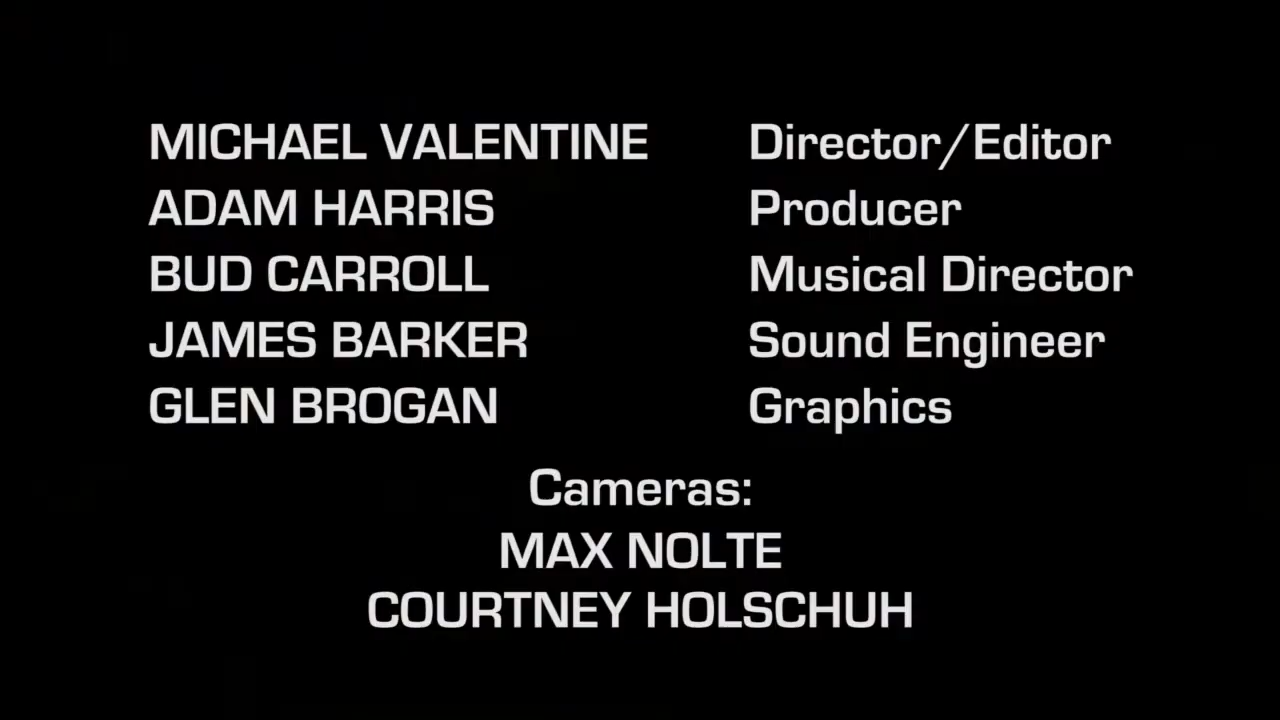 MICHAEL VALENTINE Director/Editor
ADAM HARRIS Producer
BUD CARROLL Musical Director
JAMES BARKER Sound Engineer
GLEN BROGAN Graphics
Cameras:
MAX NOLTE
COURTNEY HOLSCHUH